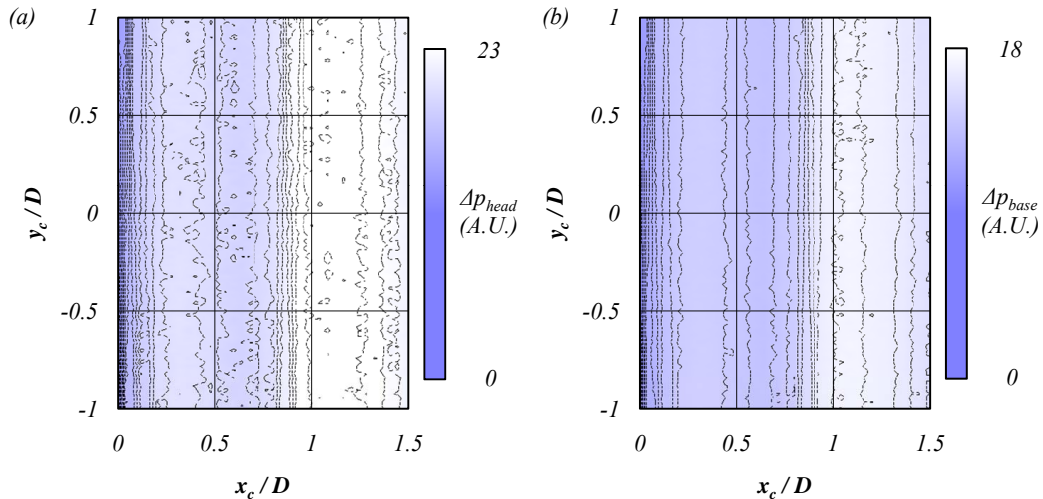 (a)
1
0.5
0
-0.5
-1
y_c / D
0
0.5
1
1.5
x_c / D
23
Δp_head
(A.U.)
0
(b)
1
0.5
0
-0.5
-1
y_c / D
0
0.5
1
1.5
x_c / D
18
Δp_base
(A.U.)
0